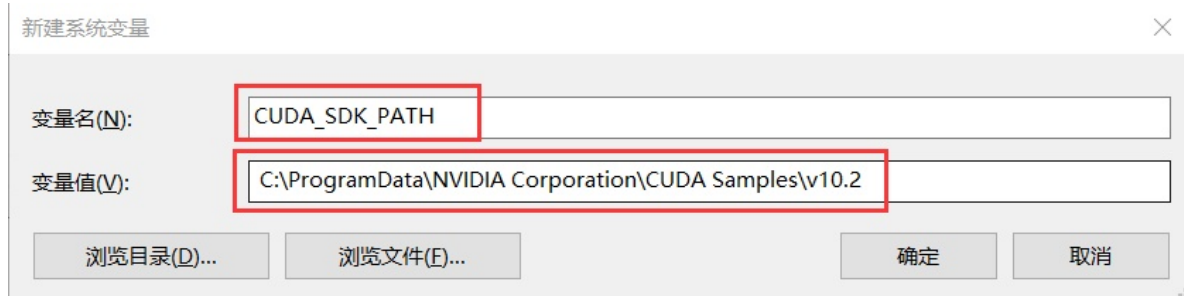 新建系统变量
变量名(N):
CUDA_SDK_PATH
变量值(V):
C:\ProgramData\NVIDIA Corporation\CUDA Samples\v10.2
浏览目录(D)...
浏览文件(F)...
确定
取消